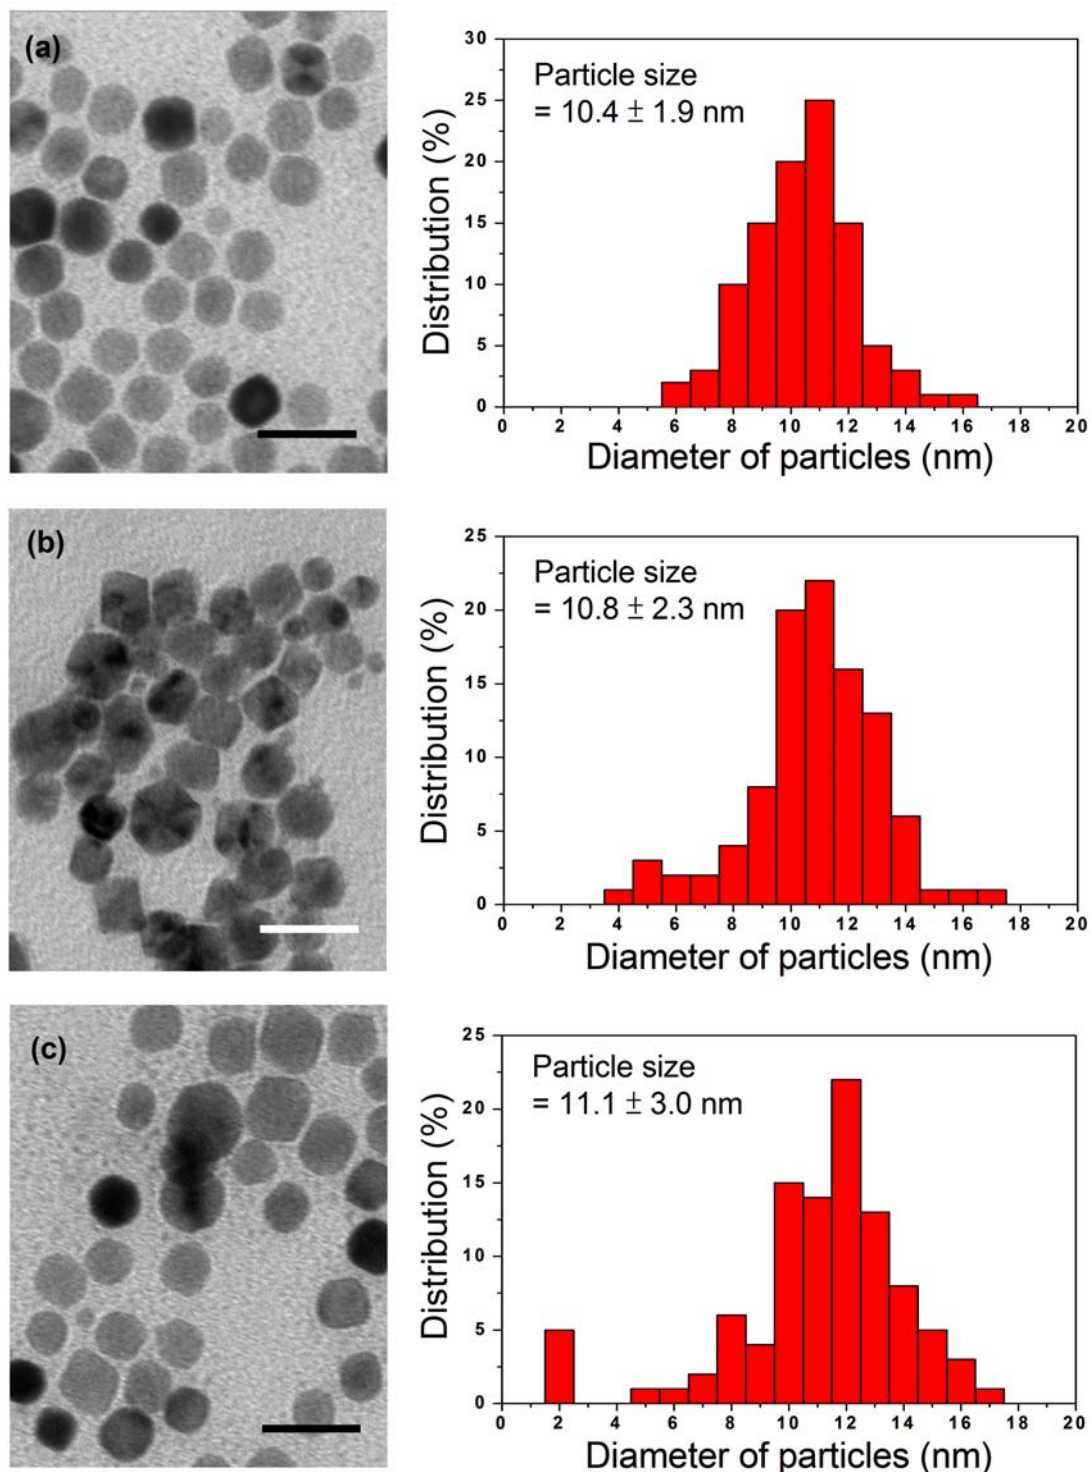 (a)
Particle size
= 10.4 ± 1.9 nm
Distribution (%)
30
25
20
15
10
5
0
0 2 4 6 8 10 12 14 16 18 20
Diameter of particles (nm)
(b)
Particle size
= 10.8 ± 2.3 nm
Distribution (%)
25
20
15
10
5
0
0 2 4 6 8 10 12 14 16 18 20
Diameter of particles (nm)
(c)
Particle size
= 11.1 ± 3.0 nm
Distribution (%)
25
20
15
10
5
0
0 2 4 6 8 10 12 14 16 18 20
Diameter of particles (nm)